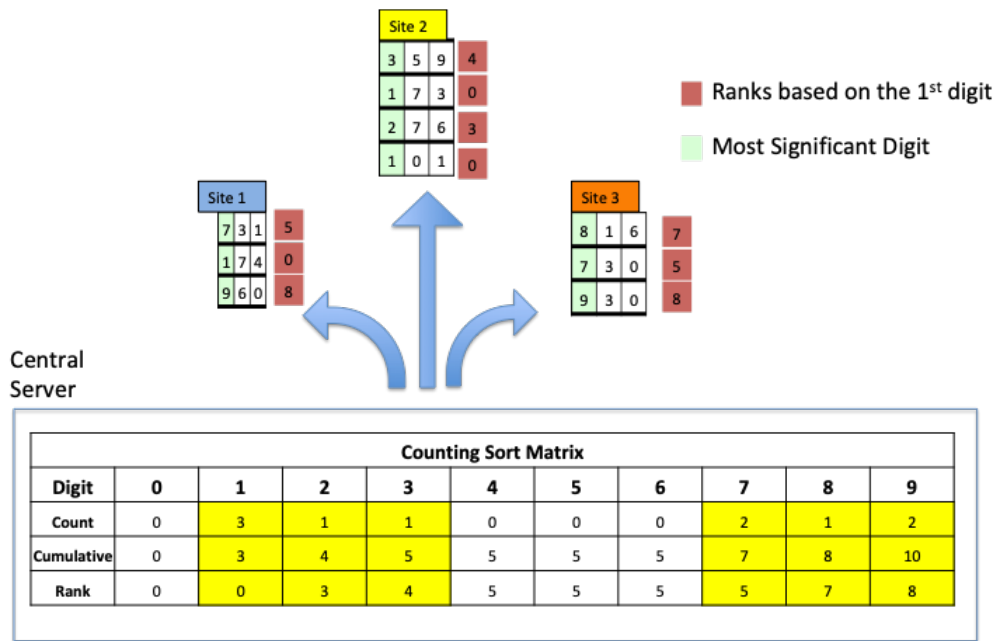 Site 2
3 5 9 4
1 7 3 0
2 7 6 3
1 0 1 0
Ranks based on the 1st digit
Most Significant Digit
Site 1
7 3 1 5
1 7 4 0
9 6 0 8
Site 3
8 1 6 7
7 3 0 5
9 3 0 8
Central
Server
Counting Sort Matrix
Digit 0 1 2 3 4 5 6 7 8 9
Count 0 3 1 1 0 0 0 2 1 2
Cumulative 0 3 4 5 5 5 5 7 8 10
Rank 0 0 3 4 5 5 5 5 7 8